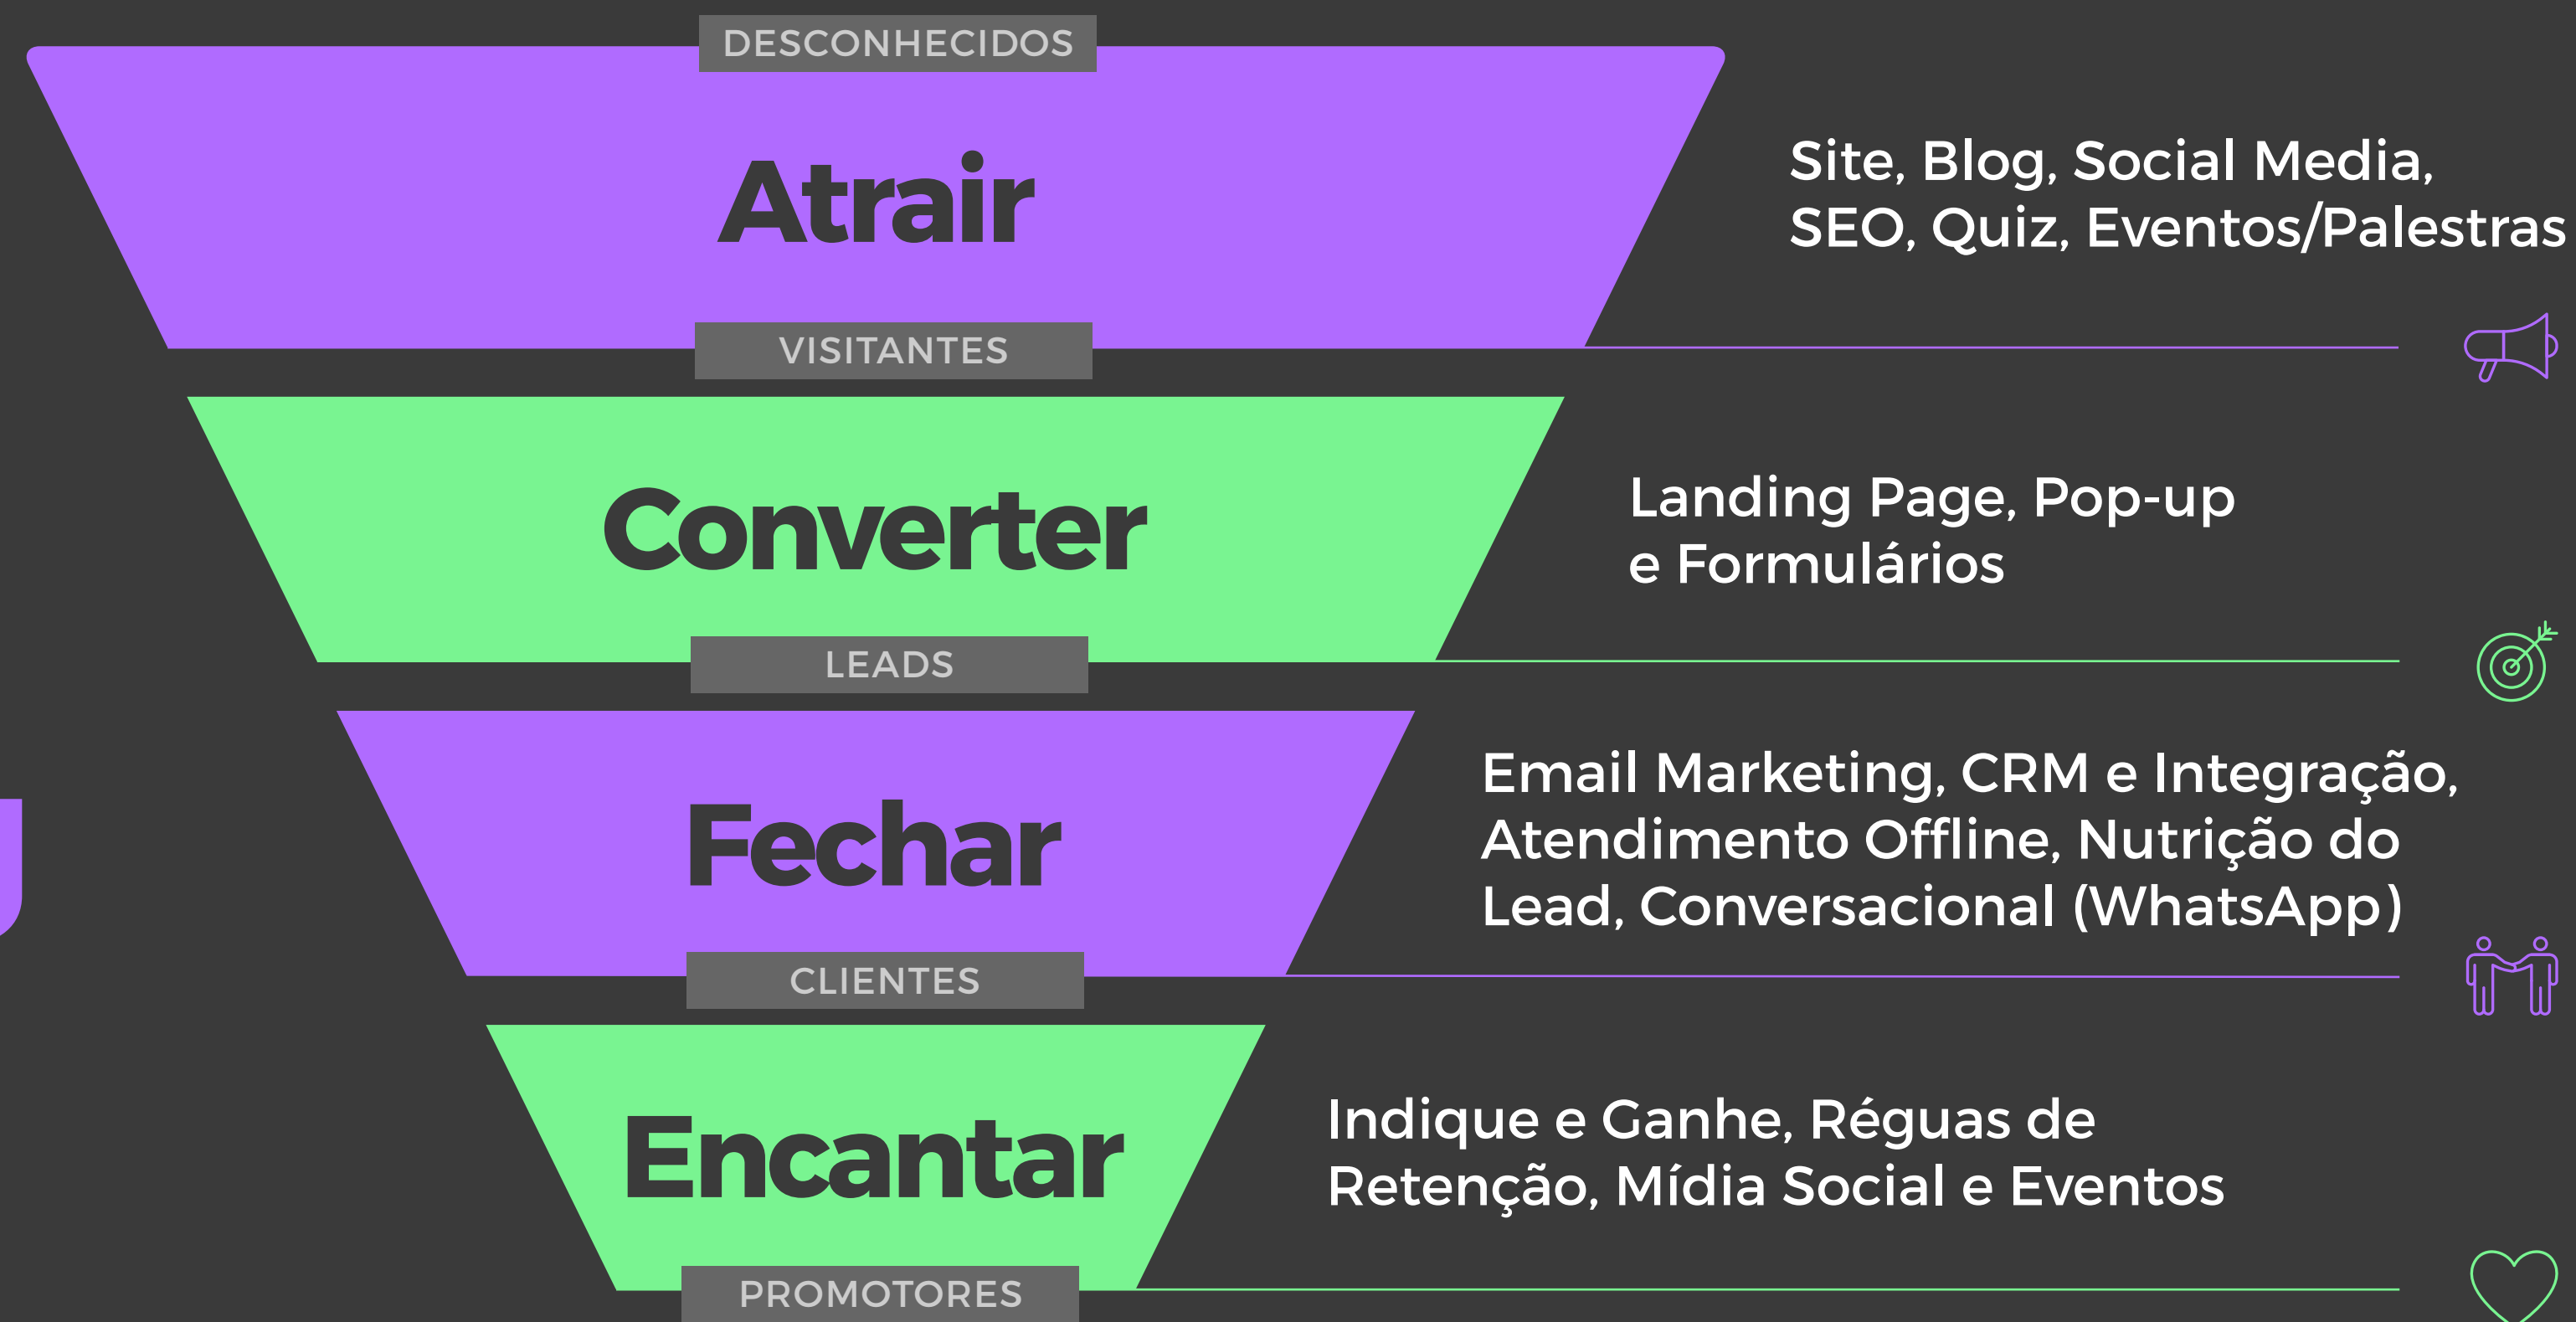 DESCONHECIDOS
Atrair
Site, Blog, Social Media,
SEO, Quiz, Eventos/Palestras
VISITANTES
Converter
Landing Page, Pop-up
e Formulários
LEADS
Fechar
Email Marketing, CRM e Integração,
Atendimento Offline, Nutrição do
Lead, Conversacional (WhatsApp)
CLIENTES
Encantar
Indique e Ganhe, Réguas de
Retenção, Mídia Social e Eventos
PROMOTORES